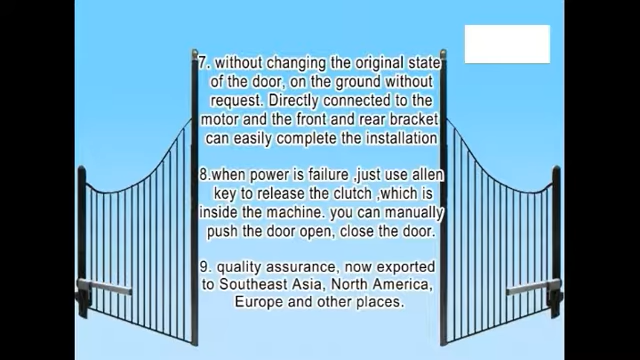 7. without changing the original state
of the door, on the ground without
request. Directly connected to the
motor and the front and rear bracket
can easily complete the installation
8.when power is failure ,just use allen
key to release the clutch ,which is
inside the machine. you can manually
push the door open, close the door.
9. quality assurance, now exported
to Southeast Asia, North America,
Europe and other places.